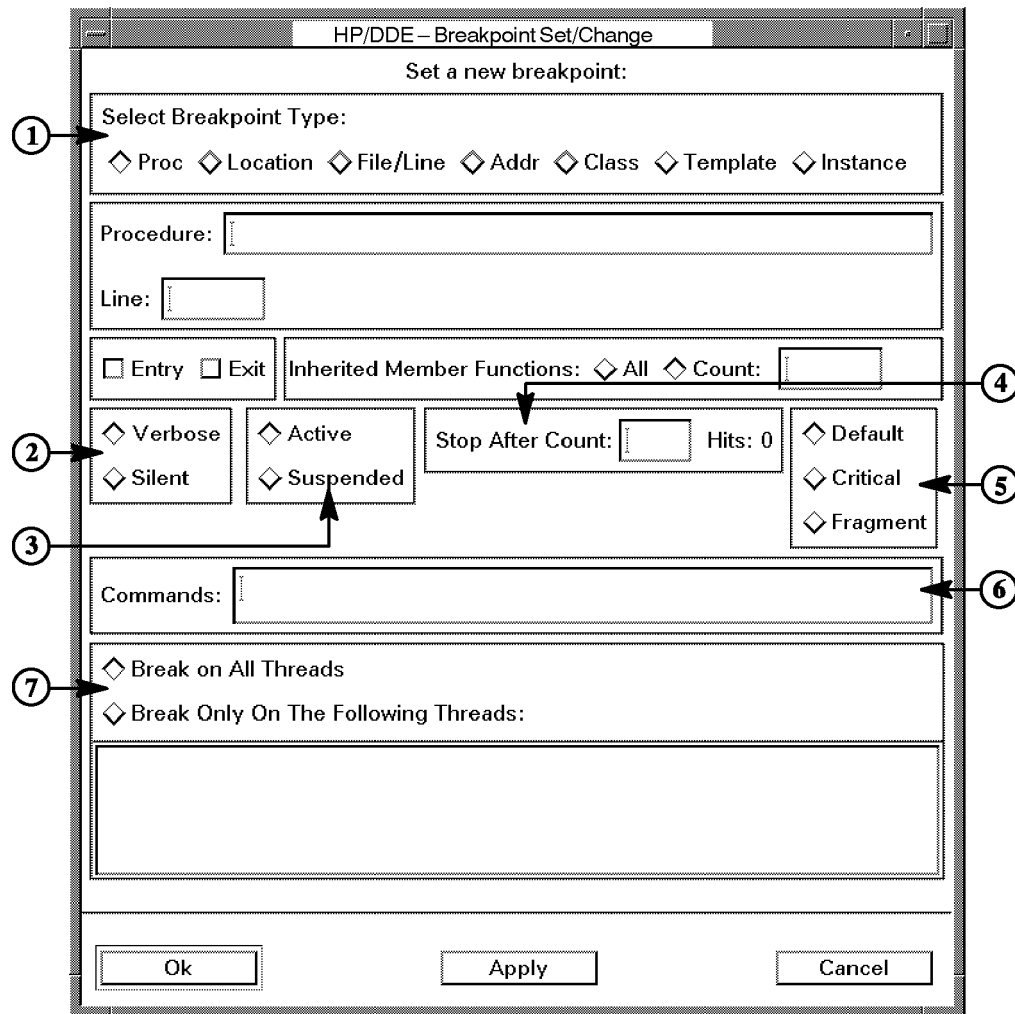 HP/DDE – Breakpoint Set/Change
Set a new breakpoint:
1
Select Breakpoint Type:
Proc Location File/Line Addr Class Template Instance
Procedure:
Line:
Entry Exit Inherited Member Functions: All Count:
4
2
Verbose
Silent
Active
Suspended
Stop After Count: Hits: 0
Default
Critical
Fragment
5
3
Commands:
6
7
Break on All Threads
Break Only On The Following Threads:
Ok Apply Cancel